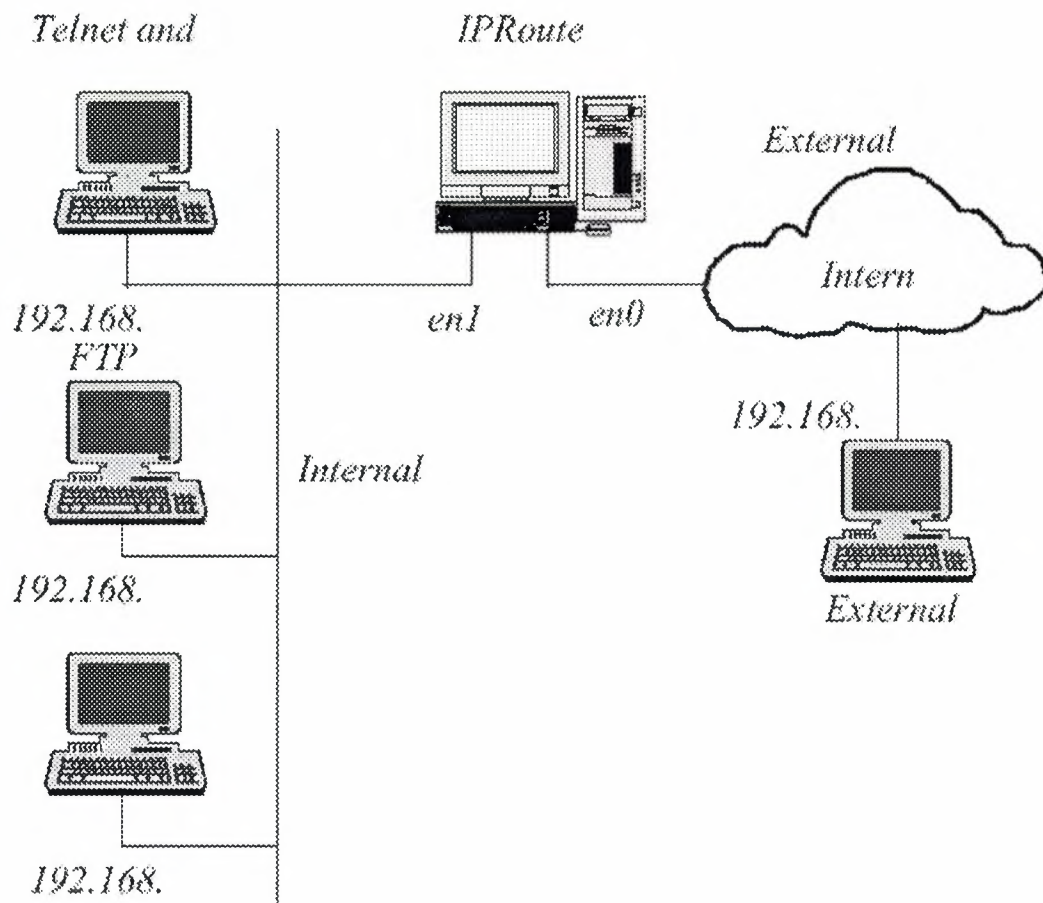 Telnet and
IPRoute
External
Intern
192.168.
en1
en0
FTP
192.168.
Internal
192.168.
External
192.168.